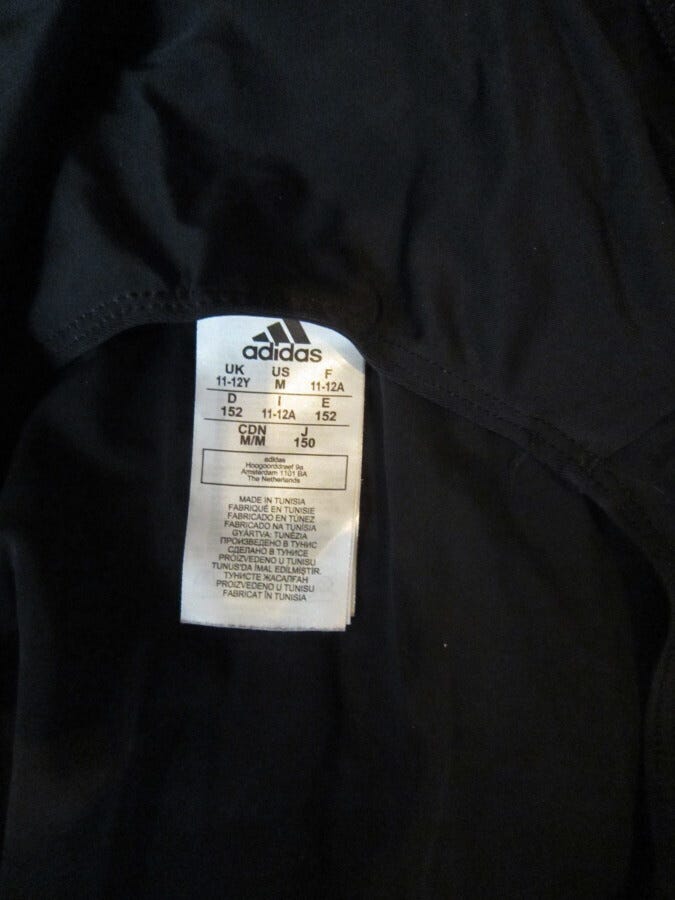 adidas
UK US F
11-12Y M 11-12A
D I E
152 11-12A 152
CDN J
M/M 150
adidas
Hoogoorddreef 9a
Amsterdam 1101 BA
The Netherlands
MADE IN TUNISIA
FABRIQUÉ EN TUNISIE
FABRICADO EN TÚNEZ
FABRICADO NA TUNÍSIA
GYÁRTVA: TUNÉZIA
ПРОИЗВЕДЕНО В ТУНИС
СДЕЛАНО В ТУНИСЕ
PROIZVEDENO U TUNISU
TUNUS'DA İMAL EDİLMİŞTİR.
ТУНИСТЕ ЖАСАЛҒАН
PROIZVEDENO U TUNISU
FABRICAT ÎN TUNISIA